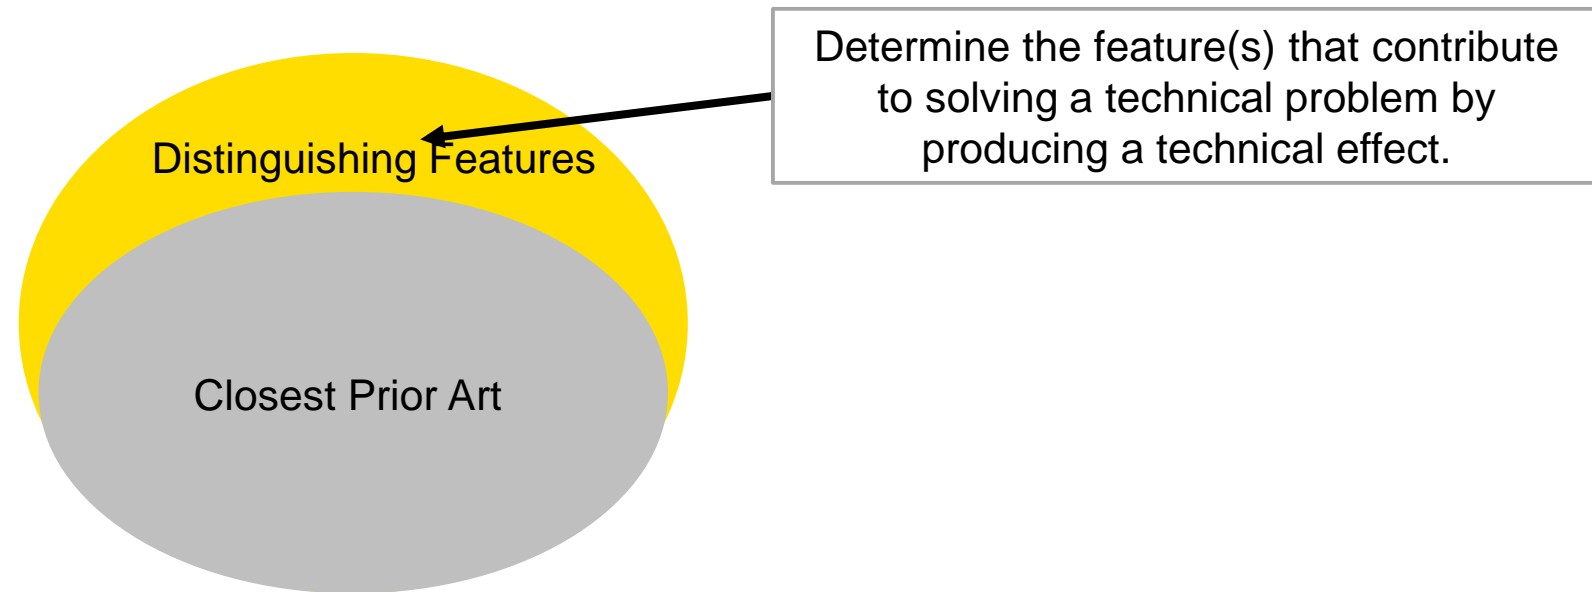 Determine the feature(s) that contribute
to solving a technical problem by
producing a technical effect.
Distinguishing Features
Closest Prior Art